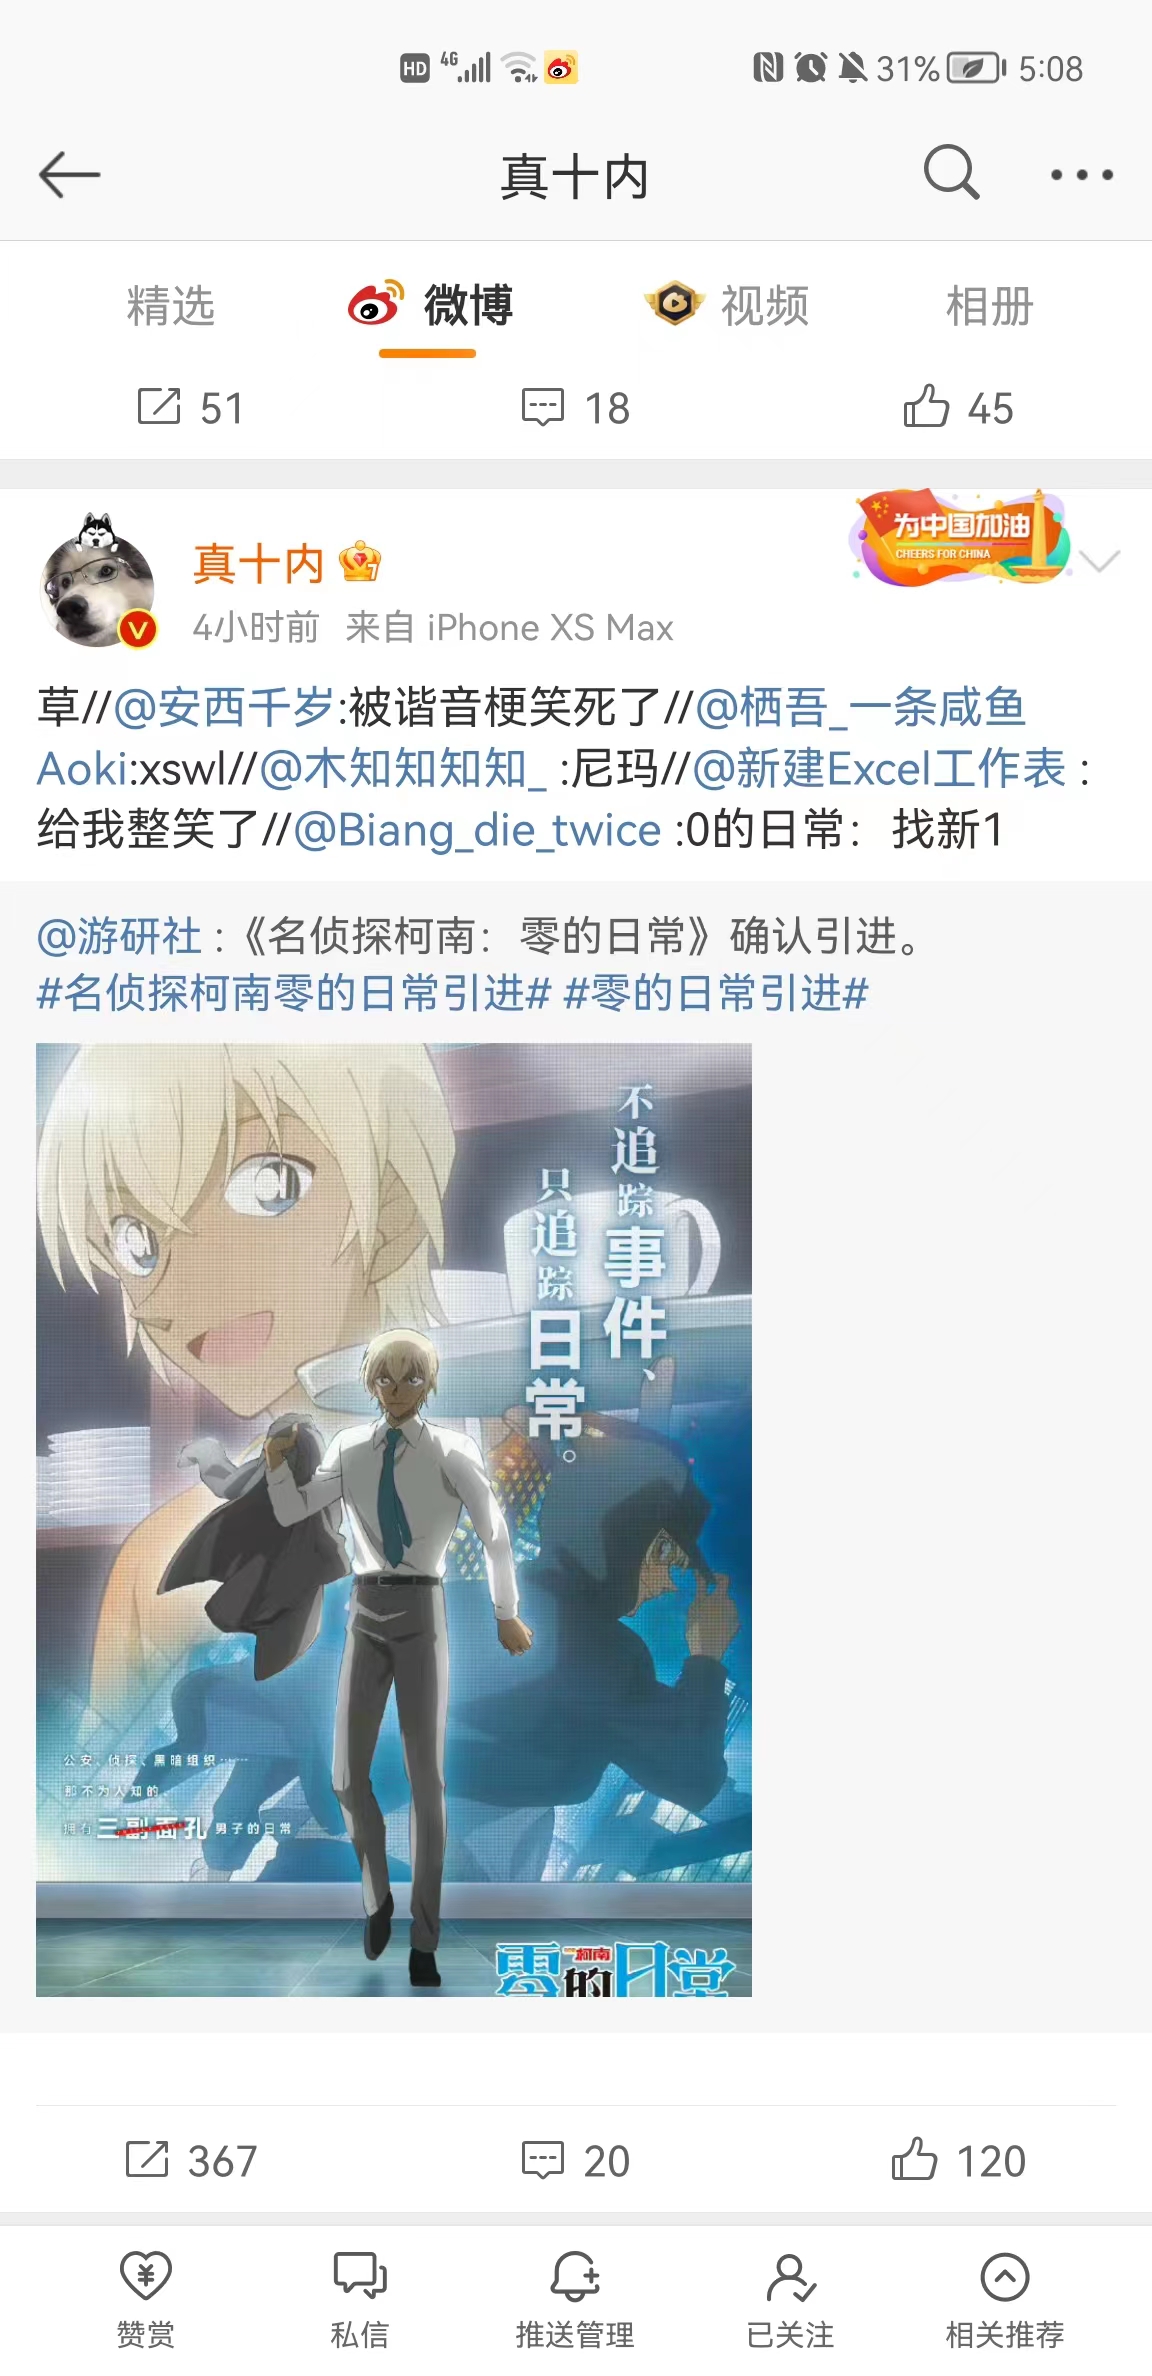 HD 4G 31% 5:08
真十内
精选 微博 视频 相册
51 18 45
为中国加油
CHEERS FOR CHINA
真十内
4小时前 来自 iPhone XS Max
草//@安西千岁:被谐音梗笑死了//@栖吾_一条咸鱼
Aoki:xswl//@木知知知知_ :尼玛//@新建Excel工作表 :
给我整笑了//@Biang_die_twice :0的日常：找新1
@游研社 :《名侦探柯南：零的日常》确认引进。
#名侦探柯南零的日常引进# #零的日常引进#
不追踪事件、
只追踪日常。
公安、侦探、黑暗组织……
那不为人知的、
拥有三副面孔男子的日常——
柯南
零的日常
367 20 120
赞赏 私信 推送管理 已关注 相关推荐